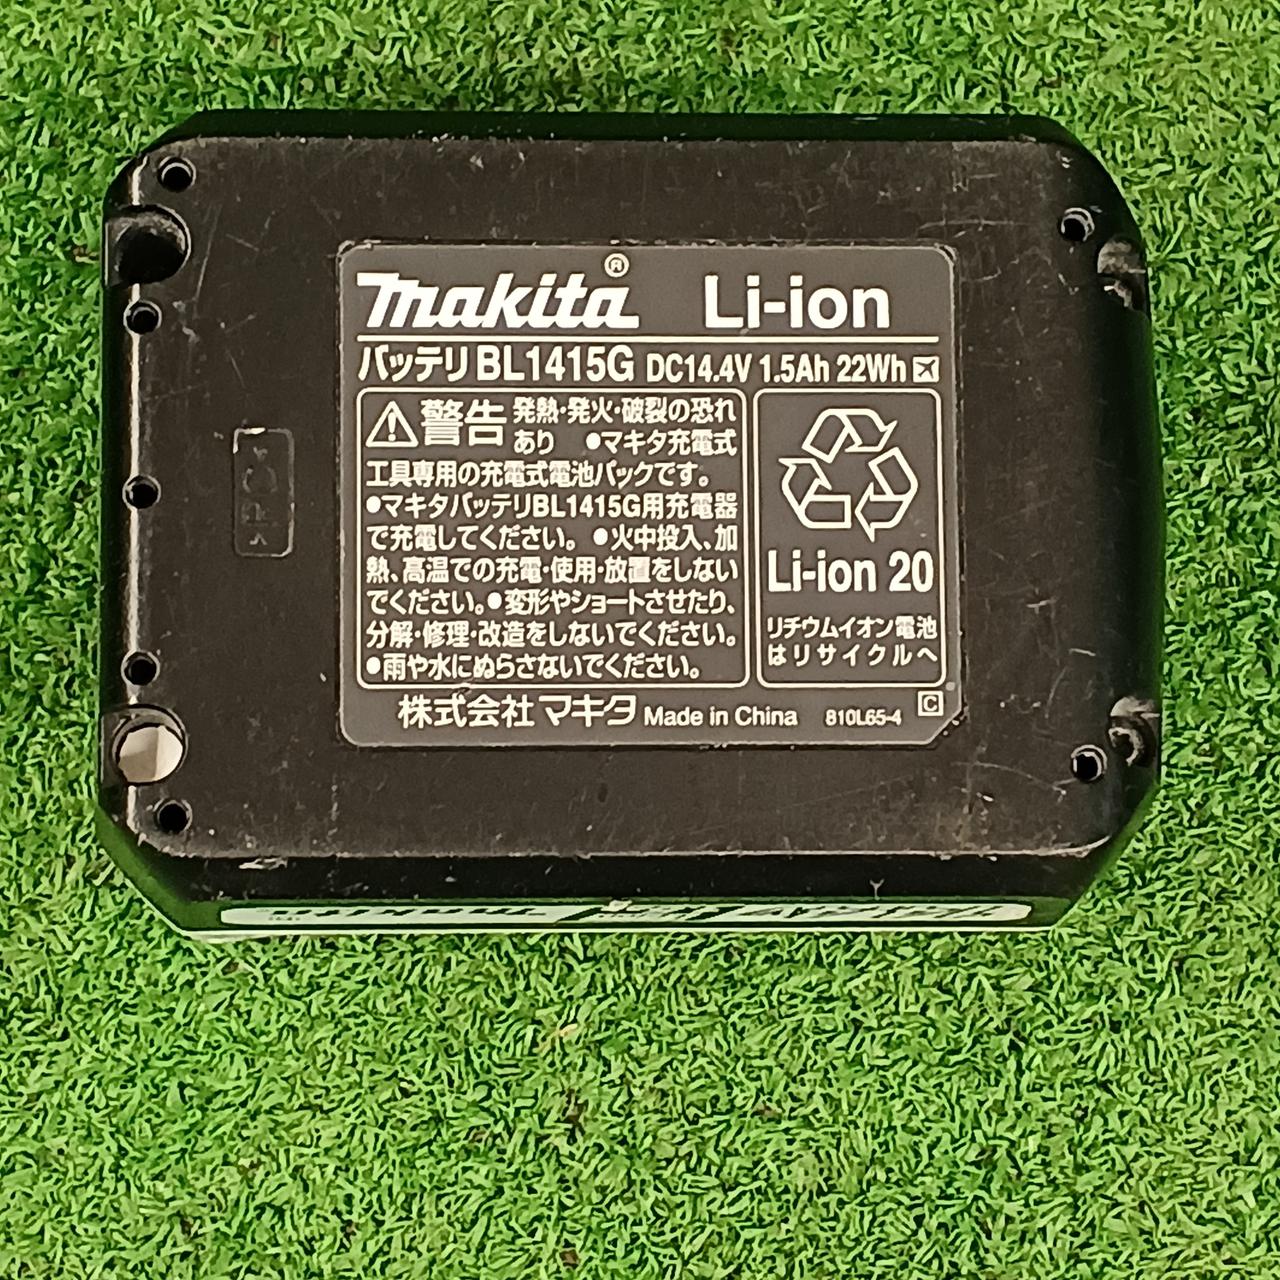 makita® Li-ion
バッテリ BL1415G DC14.4V 1.5Ah 22Wh
警告 発熱・発火・破裂の恐れ
あり ●マキタ充電式
工具専用の充電式電池パックです。
●マキタバッテリBL1415G用充電器
で充電してください。 ●火中投入、加
熱、高温での充電・使用・放置をしない
でください。●変形やショートさせたり、
分解・修理・改造をしないでください。
●雨や水にぬらさないでください。
Li-ion 20
リチウムイオン電池
はリサイクルへ
株式会社 マキタ Made in China 810L65-4 C
makita